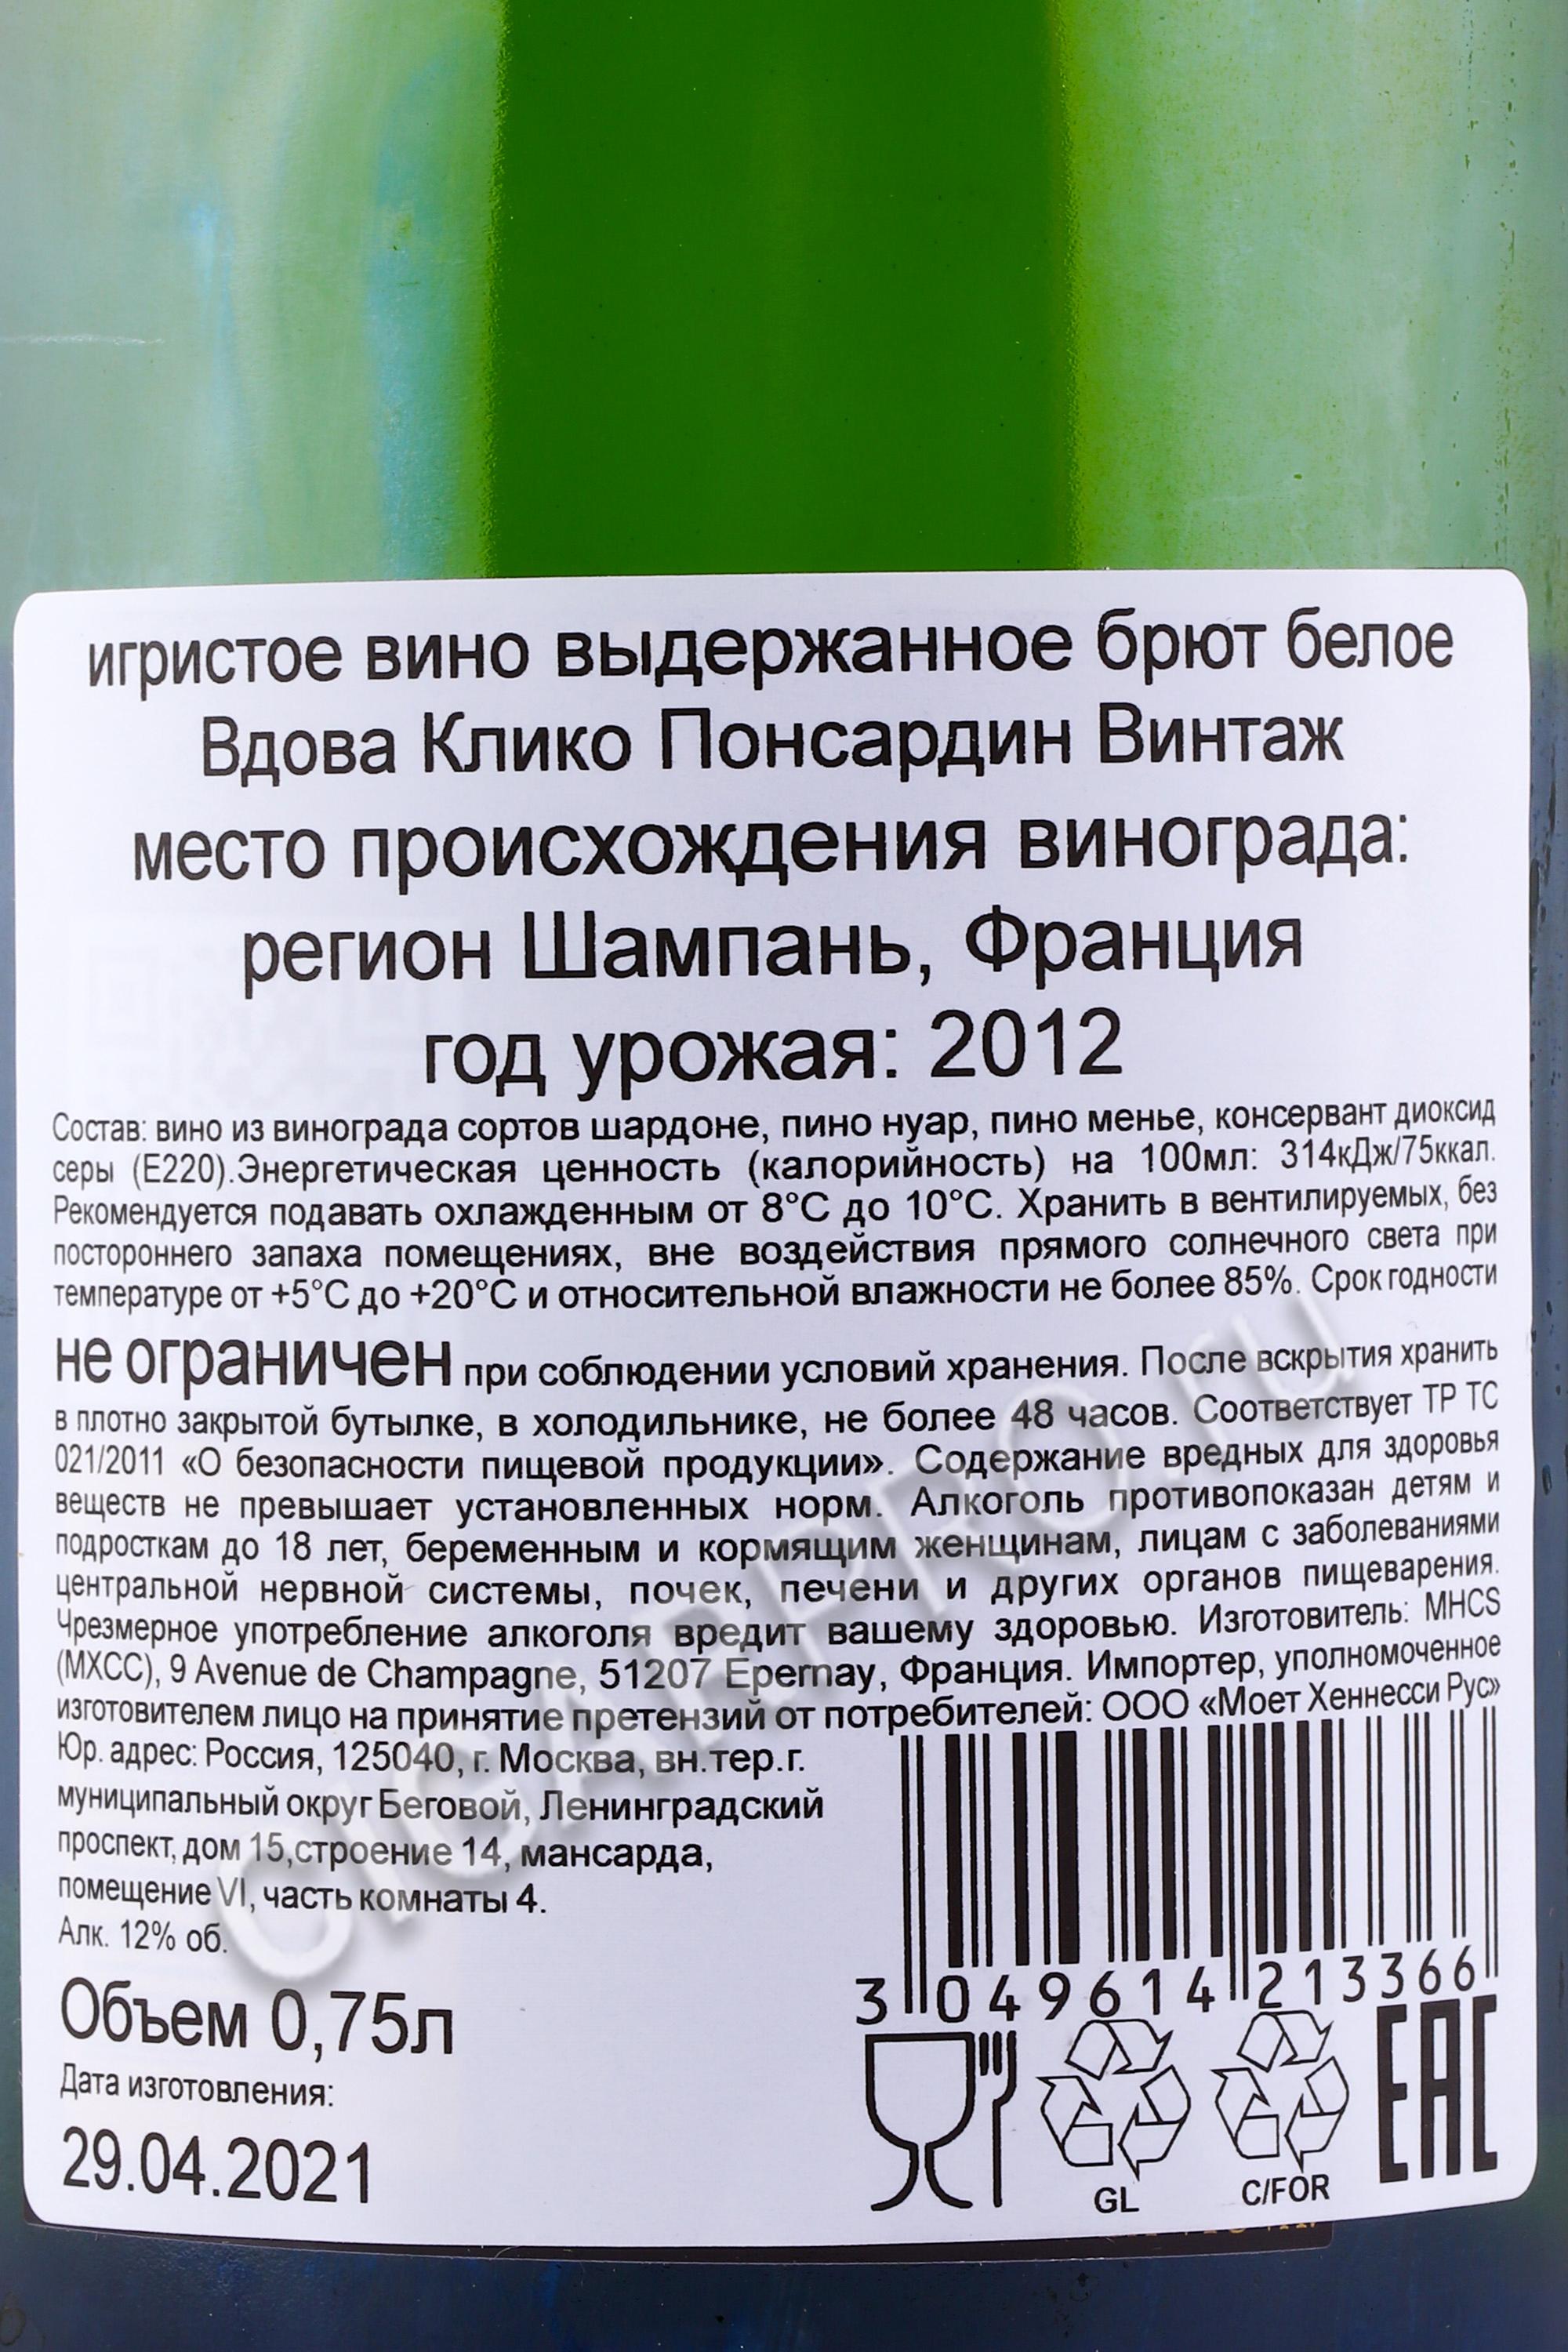 игристое вино выдержанное брют белое
Вдова Клико Понсардин Винтаж
место происхождения винограда:
регион Шампань, Франция
год урожая: 2012
Состав: вино из винограда сортов шардоне, пино нуар, пино менье, консервант диоксид
серы (Е220).Энергетическая ценность (калорийность) на 100мл: 314кДж/75ккал.
Рекомендуется подавать охлажденным от 8°С до 10°С. Хранить в вентилируемых, без
постороннего запаха помещениях, вне воздействия прямого солнечного света при
температуре от +5°С до +20°С и относительной влажности не более 85%. Срок годности
не ограничен при соблюдении условий хранения. После вскрытия хранить
в плотно закрытой бутылке, в холодильнике, не более 48 часов. Соответствует ТР ТС
021/2011 «О безопасности пищевой продукции». Содержание вредных для здоровья
веществ не превышает установленных норм. Алкоголь противопоказан детям и
подросткам до 18 лет, беременным и кормящим женщинам, лицам с заболеваниями
центральной нервной системы, почек, печени и других органов пищеварения.
Чрезмерное употребление алкоголя вредит вашему здоровью. Изготовитель: MHCS
(МХСС), 9 Avenue de Champagne, 51207 Epernay, Франция. Импортер, уполномоченное
изготовителем лицо на принятие претензий от потребителей: ООО «Моет Хеннесси Рус»
Юр. адрес: Россия, 125040, г. Москва, вн.тер.г.
муниципальный округ Беговой, Ленинградский
проспект, дом 15,строение 14, мансарда,
помещение VI, часть комнаты 4.
Алк. 12% об.
Объем 0,75л
Дата изготовления:
29.04.2021
3 049614 213366
GL
C/FOR
EAC
CIGARPRO.ru